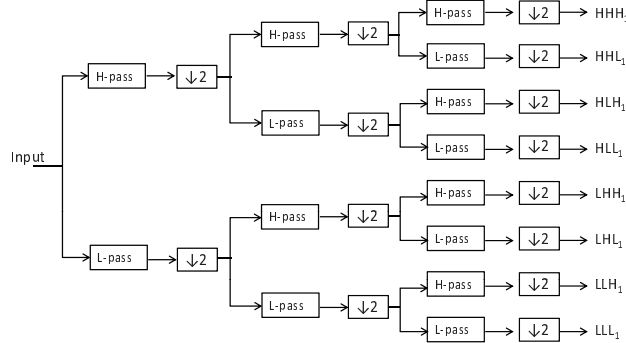 H-pass ↓2 HHH₁
H-pass ↓2
L-pass ↓2 HHL₁
H-pass ↓2
H-pass ↓2 HLH₁
L-pass ↓2
L-pass ↓2 HLL₁
Input
H-pass ↓2 LHH₁
H-pass ↓2
L-pass ↓2 LHL₁
L-pass ↓2
H-pass ↓2 LLH₁
L-pass ↓2
L-pass ↓2 LLL₁